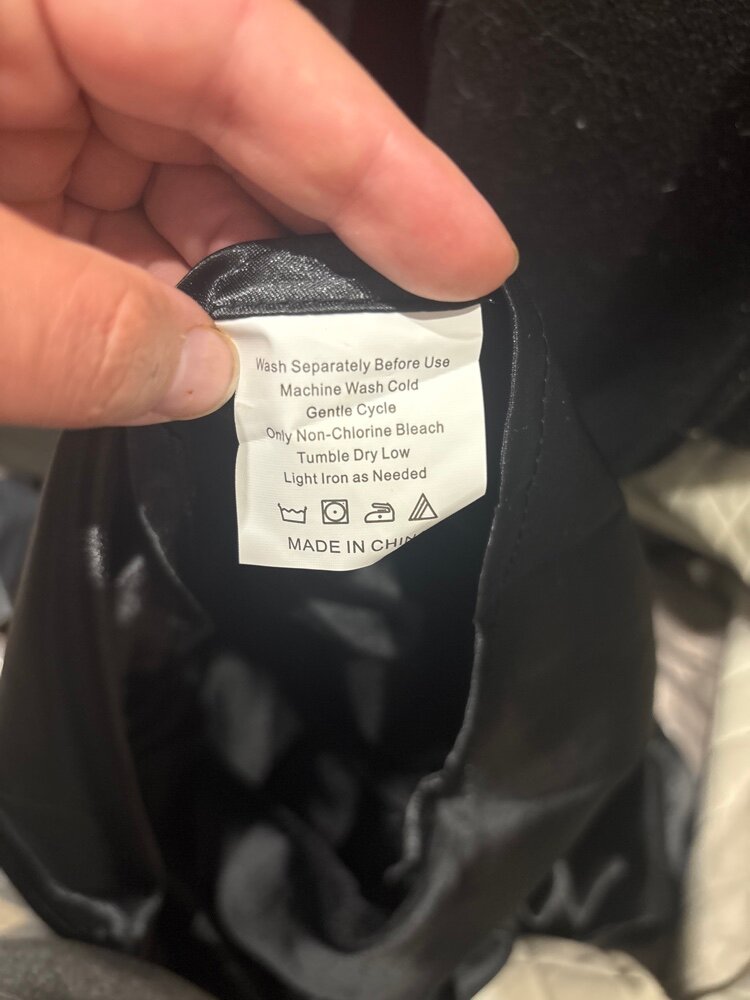 Wash Separately Before Use
Machine Wash Cold
Gentle Cycle
Only Non-Chlorine Bleach
Tumble Dry Low
Light Iron as Needed
MADE IN CHIN